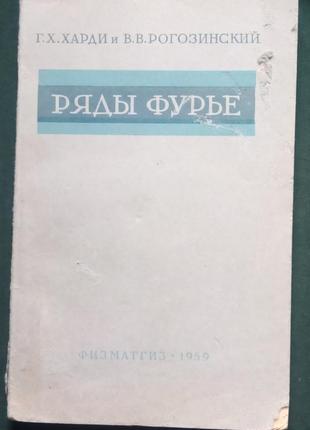 Г. Х. ХАРДИ и В. В. РОГОЗИНСКИЙ
РЯДЫ ФУРЬЕ
ФИЗМАТГИЗ • 1959